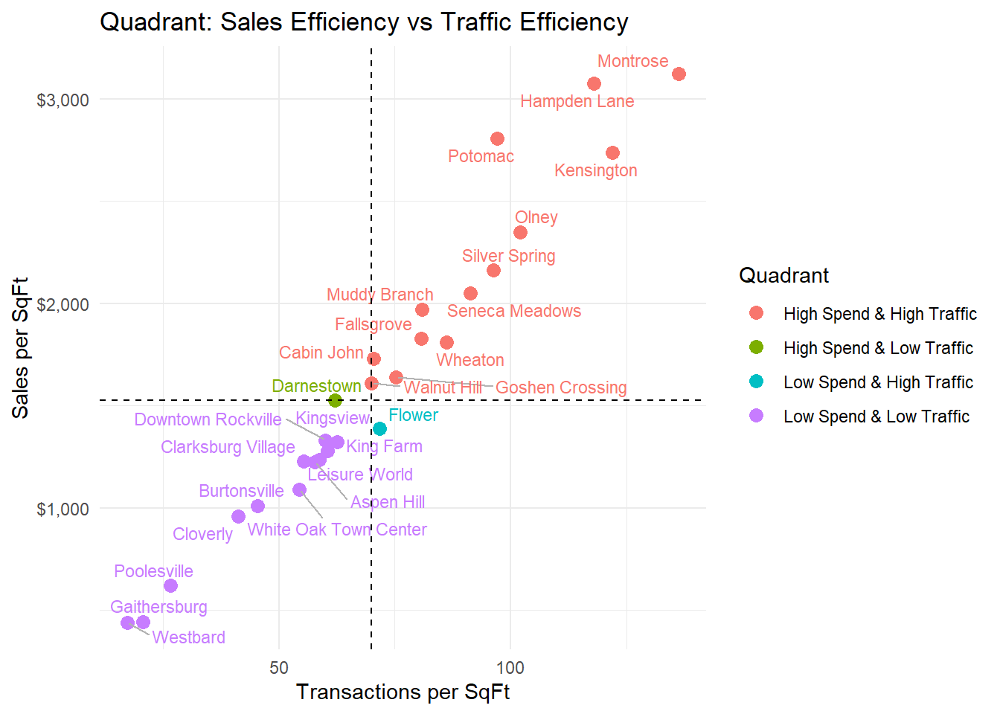 Quadrant: Sales Efficiency vs Traffic Efficiency
Montrose
$3,000
Hampden Lane
Potomac
Kensington
Olney
Silver Spring
Quadrant
Muddy Branch
$2,000
Seneca Meadows
High Spend & High Traffic
Fallsgrove
High Spend & Low Traffic
Cabin John
Wheaton
Sales per SqFt
Low Spend & High Traffic
Darnestown
Walnut Hill
Goshen Crossing
Low Spend & Low Traffic
Downtown Rockville
Kingsview
Flower
Clarksburg Village
King Farm
Leisure World
Burtonsville
Aspen Hill
$1,000
Cloverly
White Oak Town Center
Poolesville
Gaithersburg
Westbard
50
100
Transactions per SqFt